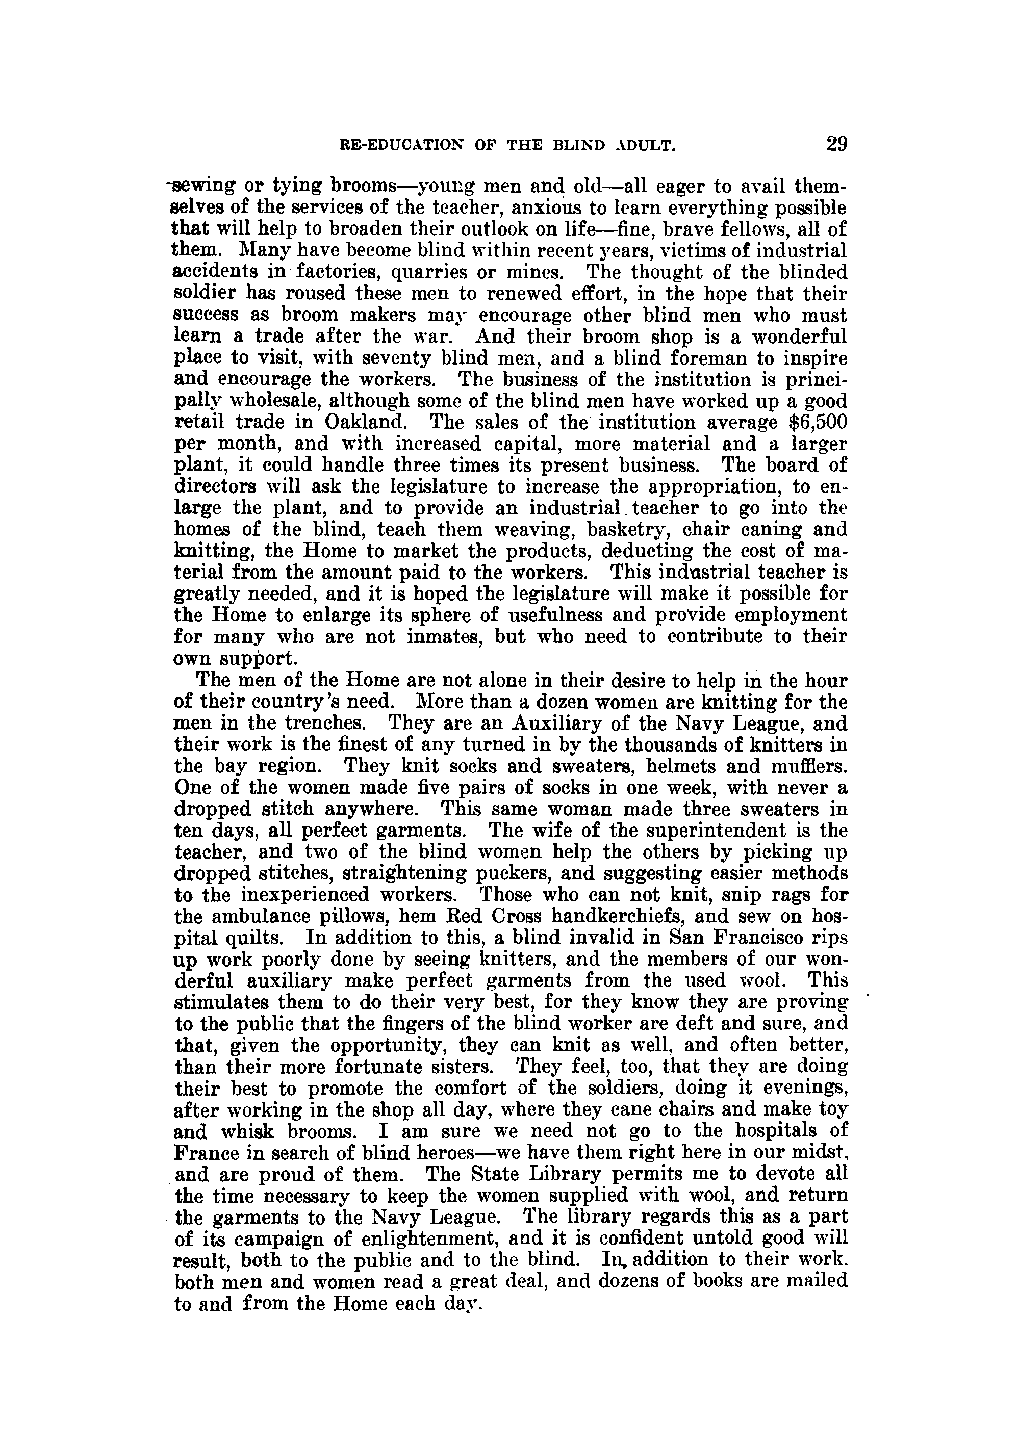 RE-EDUCATION OF THE BLIND ADULT. 29
sewing or tying brooms—young men and old—all eager to avail them-
selves of the services of the teacher, anxious to learn everything possible
that will help to broaden their outlook on life—fine, brave fellows, all of
them. Many have become blind within recent years, victims of industrial
accidents in factories, quarries or mines. The thought of the blinded
soldier has roused these men to renewed effort, in the hope that their
success as broom makers may encourage other blind men who must
learn a trade after the war. And their broom shop is a wonderful
place to visit, with seventy blind men, and a blind foreman to inspire
and encourage the workers. The business of the institution is princi-
pally wholesale, although some of the blind men have worked up a good
retail trade in Oakland. The sales of the institution average $6,500
per month, and with increased capital, more material and a larger
plant, it could handle three times its present business. The board of
directors will ask the legislature to increase the appropriation, to en-
large the plant, and to provide an industrial teacher to go into the
homes of the blind, teach them weaving, basketry, chair caning and
knitting, the Home to market the products, deducting the cost of ma-
terial from the amount paid to the workers. This industrial teacher is
greatly needed, and it is hoped the legislature will make it possible for
the Home to enlarge its sphere of usefulness and provide employment
for many who are not inmates, but who need to contribute to their
own support.
The men of the Home are not alone in their desire to help in the hour
of their country's need. More than a dozen women are knitting for the
men in the trenches. They are an Auxiliary of the Navy League, and
their work is the finest of any turned in by the thousands of knitters in
the bay region. They knit socks and sweaters, helmets and mufflers.
One of the women made five pairs of socks in one week, with never a
dropped stitch anywhere. This same woman made three sweaters in
ten days, all perfect garments. The wife of the superintendent is the
teacher, and two of the blind women help the others by picking up
dropped stitches, straightening puckers, and suggesting easier methods
to the inexperienced workers. Those who can not knit, snip rags for
the ambulance pillows, hem Red Cross handkerchiefs, and sew on hos-
pital quilts. In addition to this, a blind invalid in San Francisco rips
up work poorly done by seeing knitters, and the members of our won-
derful auxiliary make perfect garments from the used wool. This
stimulates them to do their very best, for they know they are proving
to the public that the fingers of the blind worker are deft and sure, and
that, given the opportunity, they can knit as well, and often better,
than their more fortunate sisters. They feel, too, that they are doing
their best to promote the comfort of the soldiers, doing it evenings,
after working in the shop all day, where they cane chairs and make toy
and whisk brooms. I am sure we need not go to the hospitals of
France in search of blind heroes—we have them right here in our midst,
and are proud of them. The State Library permits me to devote all
the time necessary to keep the women supplied with wool, and return
the garments to the Navy League. The library regards this as a part
of its campaign of enlightenment, and it is confident untold good will
result, both to the public and to the blind. In addition to their work.
both men and women read a great deal, and dozens of books are mailed
to and from the Home each day.